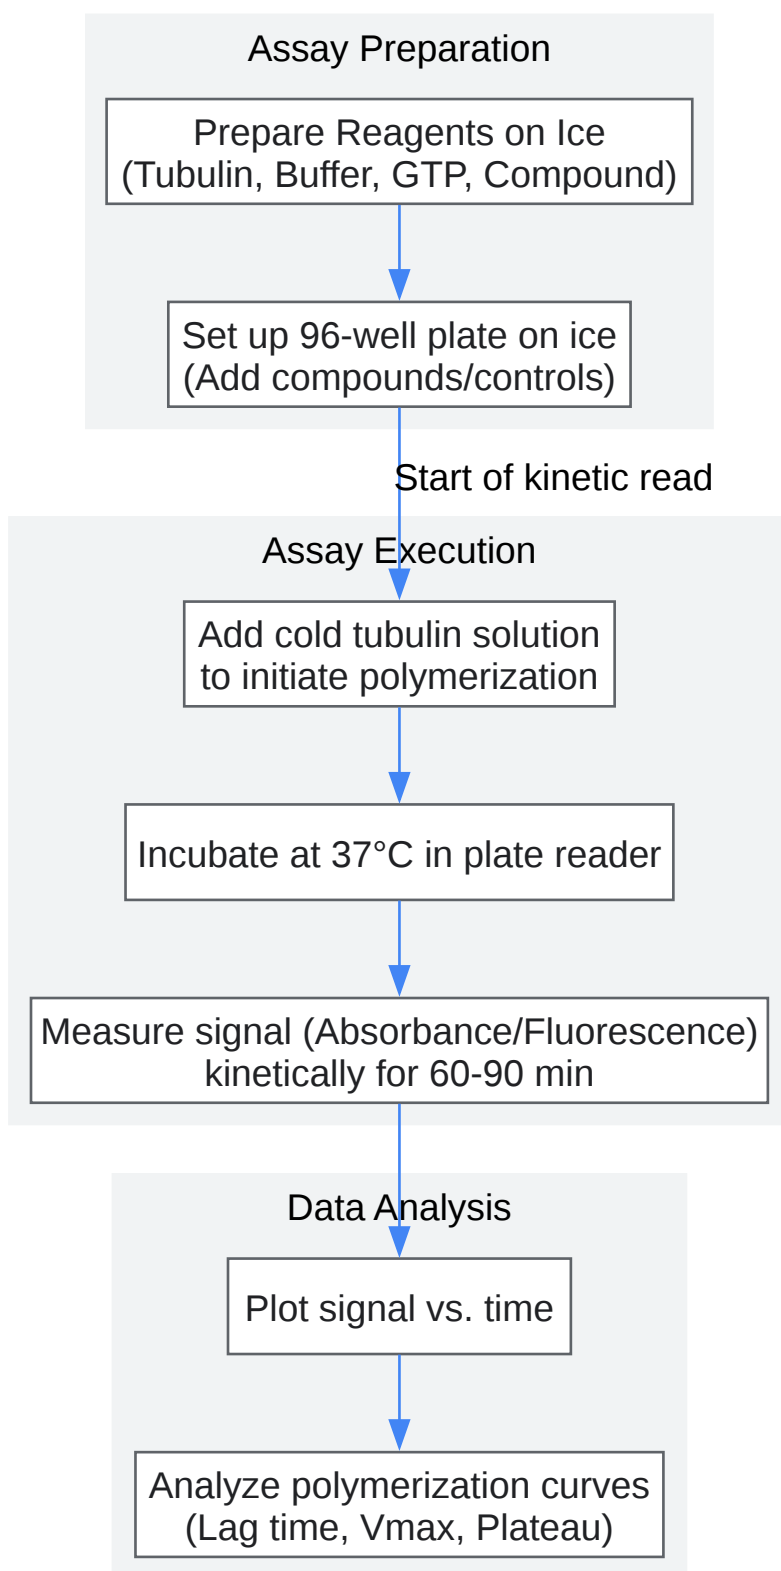 Assay Preparation
Prepare Reagents on Ice
(Tubulin, Buffer, GTP, Compound)
Set up 96-well plate on ice
(Add compounds/controls)
Start of kinetic read
Assay Execution
Add cold tubulin solution
to initiate polymerization
Incubate at 37°C in plate reader
Measure signal (Absorbance/Fluorescence)
kinetically for 60-90 min
Data Analysis
Plot signal vs. time
Analyze polymerization curves
(Lag time, Vmax, Plateau)